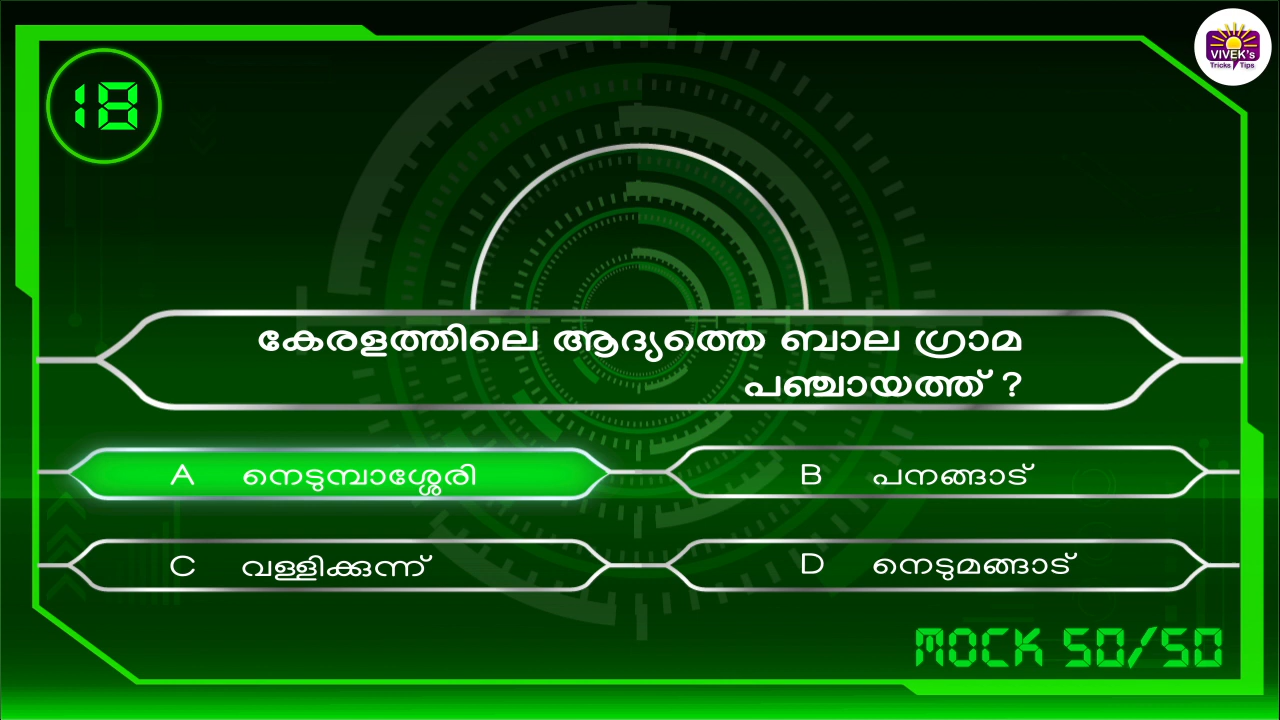 VIVEK's
Tricks Tips
18
കേരളത്തിലെ ആദ്യത്തെ ബാല ഗ്രാമ
പഞ്ചായത്ത് ?
A നെടുമ്പാശ്ശേരി
B പനങ്ങാട്
C വള്ളിക്കുന്ന്
D നെടുമങ്ങാട്
MOCK 50/50